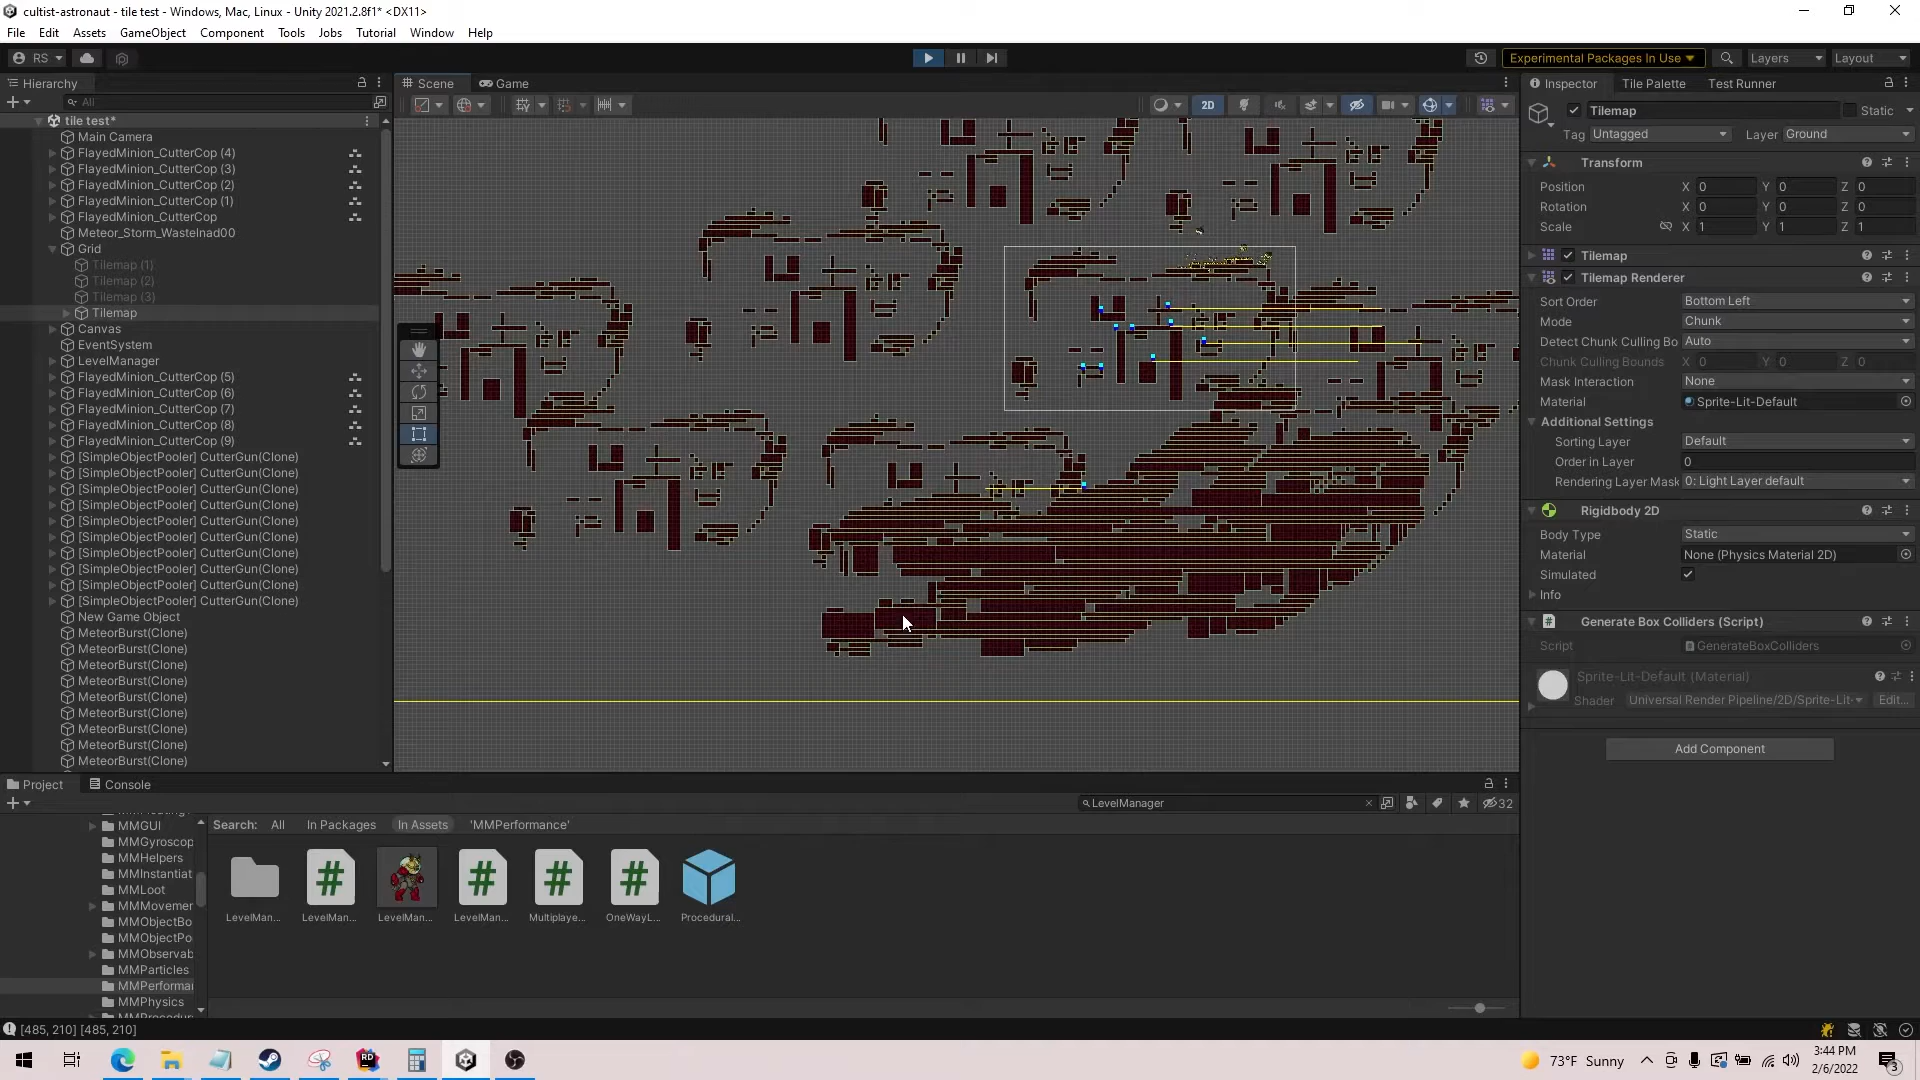 cultist-astronaut - tile test - Windows, Mac, Linux - Unity 2021.2.8f1* <DX11>
File Edit Assets GameObject Component Tools Jobs Tutorial Window Help
RS
Experimental Packages In Use
Layers
Layout
Hierarchy
All
tile test*
Main Camera
FlayedMinion_CutterCop (4)
FlayedMinion_CutterCop (3)
FlayedMinion_CutterCop (2)
FlayedMinion_CutterCop (1)
FlayedMinion_CutterCop
Meteor_Storm_Wastelnad00
Grid
Tilemap (1)
Tilemap (2)
Tilemap (3)
Tilemap
Canvas
EventSystem
LevelManager
FlayedMinion_CutterCop (5)
FlayedMinion_CutterCop (6)
FlayedMinion_CutterCop (7)
FlayedMinion_CutterCop (8)
FlayedMinion_CutterCop (9)
[SimpleObjectPooler] CutterGun(Clone)
[SimpleObjectPooler] CutterGun(Clone)
[SimpleObjectPooler] CutterGun(Clone)
[SimpleObjectPooler] CutterGun(Clone)
[SimpleObjectPooler] CutterGun(Clone)
[SimpleObjectPooler] CutterGun(Clone)
[SimpleObjectPooler] CutterGun(Clone)
[SimpleObjectPooler] CutterGun(Clone)
[SimpleObjectPooler] CutterGun(Clone)
[SimpleObjectPooler] CutterGun(Clone)
New Game Object
MeteorBurst(Clone)
MeteorBurst(Clone)
MeteorBurst(Clone)
MeteorBurst(Clone)
MeteorBurst(Clone)
MeteorBurst(Clone)
MeteorBurst(Clone)
MeteorBurst(Clone)
MeteorBurst(Clone)
Scene Game
2D
Inspector Tile Palette Test Runner
Tilemap Static
Tag Untagged Layer Ground
Transform
Position X 0 Y 0 Z 0
Rotation X 0 Y 0 Z 0
Scale X 1 Y 1 Z 1
Tilemap
Tilemap Renderer
Sort Order Bottom Left
Mode Chunk
Detect Chunk Culling Bo Auto
Chunk Culling Bounds X 0 Y 0 Z 0
Mask Interaction None
Material Sprite-Lit-Default
Additional Settings
Sorting Layer Default
Order in Layer 0
Rendering Layer Mask 0: Light Layer default
Rigidbody 2D
Body Type Static
Material None (Physics Material 2D)
Simulated
Info
Generate Box Colliders (Script)
Script GenerateBoxColliders
Sprite-Lit-Default (Material)
Shader Universal Render Pipeline/2D/Sprite-Lit- Edit...
Add Component
Project Console
LevelManager
32
MMGUI
MMGyroscop
MMHelpers
MMInstantiat
MMLoot
MMMovemer
MMObjectBo
MMObjectPo
MMObservab
MMParticles
MMPerformar
MMPhysics
Search: All In Packages In Assets 'MMPerformance'
LevelMan... LevelMan... LevelMan... LevelMan... Multiplaye... OneWayL... Procedural...
[485, 210] [485, 210]
73°F Sunny
3:44 PM
2/6/2022
3